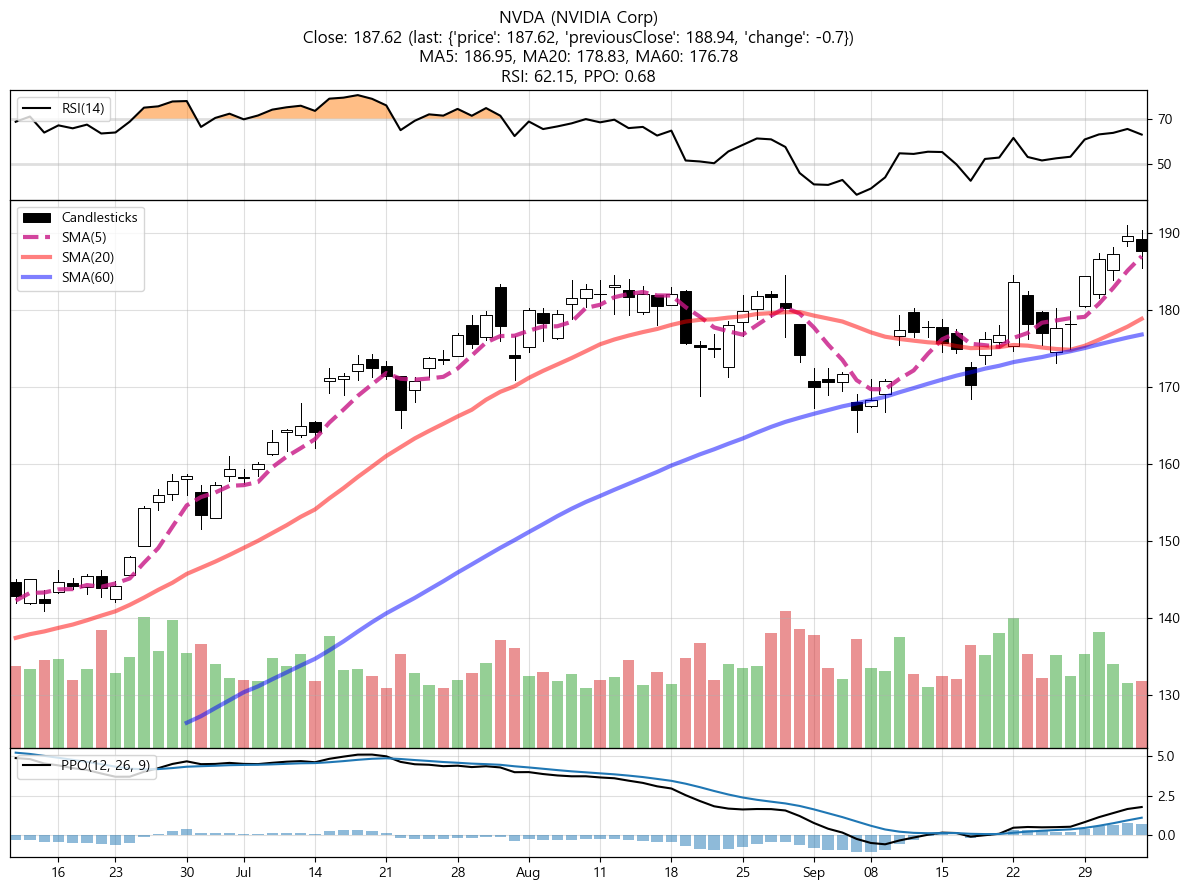 NVDA (NVIDIA Corp)
Close: 187.62 (last: {'price': 187.62, 'previousClose': 188.94, 'change': -0.7})
MA5: 186.95, MA20: 178.83, MA60: 176.78
RSI: 62.15, PPO: 0.68
RSI(14)
70
50
Candlesticks
SMA(5)
SMA(20)
SMA(60)
190
180
170
160
150
140
130
PPO(12, 26, 9)
5.0
2.5
0.0
16 23 30 Jul 14 21 28 Aug 11 18 25 Sep 08 15 22 29